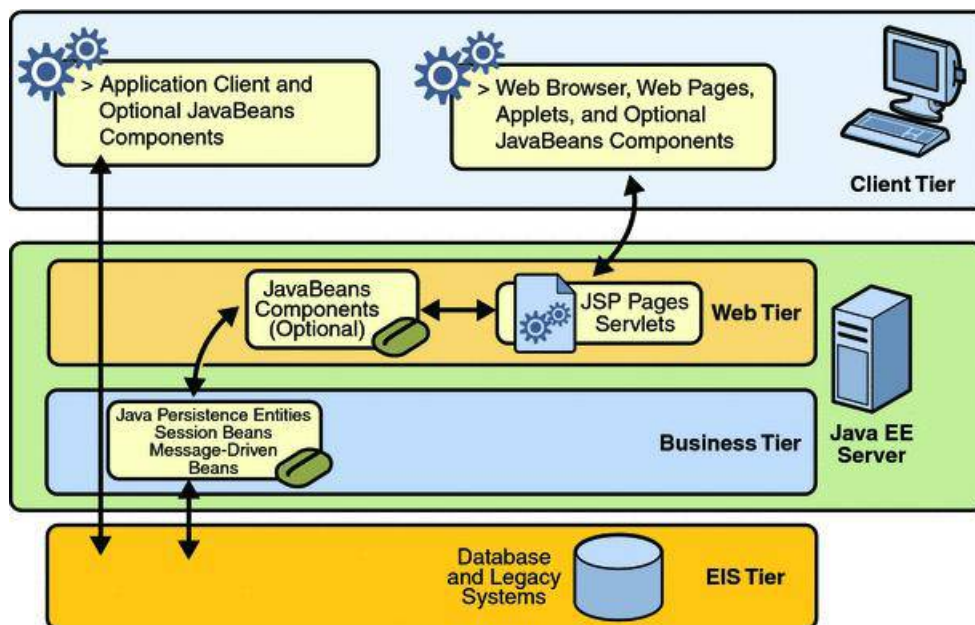 > Application Client and
Optional JavaBeans
Components
> Web Browser, Web Pages,
Applets, and Optional
JavaBeans Components
Client Tier
JavaBeans
Components
(Optional)
JSP Pages
Servlets
Web Tier
Java Persistence Entities
Session Beans
Message-Driven
Beans
Business Tier
Java EE
Server
Database
and Legacy
Systems
EIS Tier